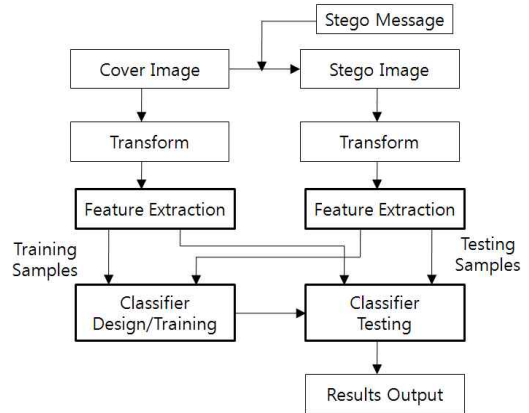 Stego Message
Cover Image
Stego Image
Transform
Transform
Feature Extraction
Feature Extraction
Training
Samples
Testing
Samples
Classifier
Design/Training
Classifier
Testing
Results Output